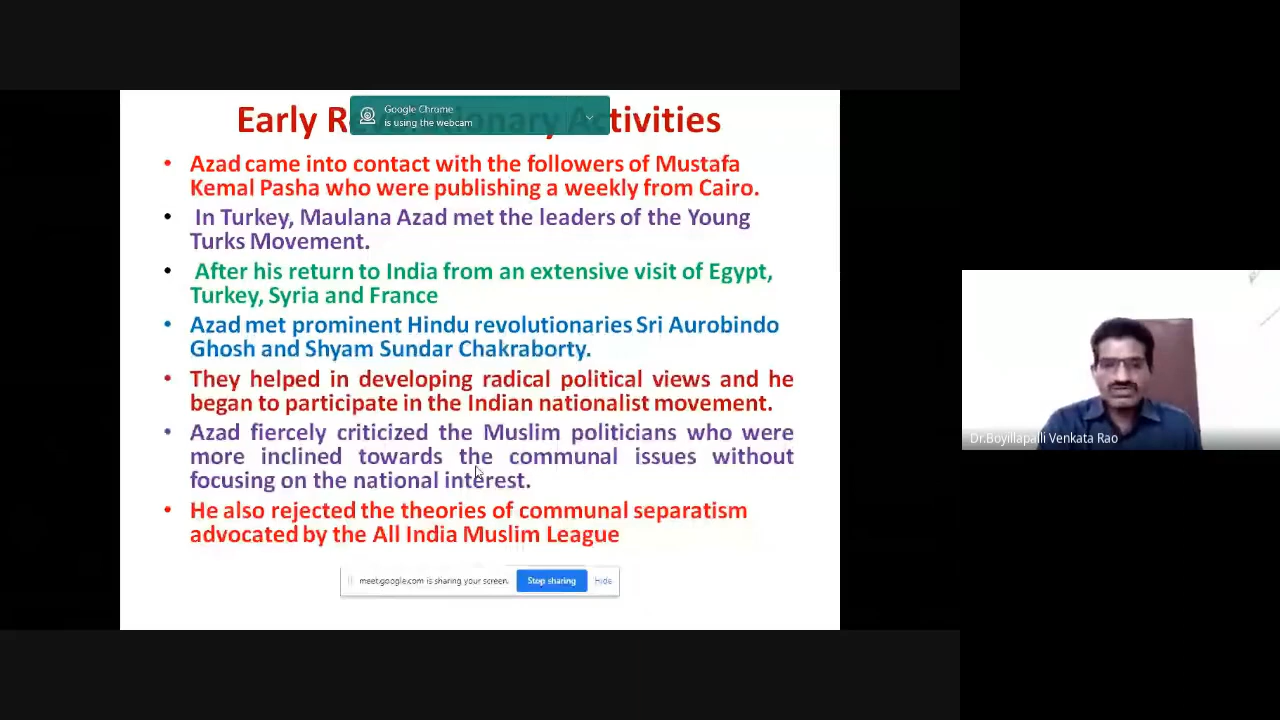 Early Revolutionary Activities
Google Chrome
is using the webcam
• Azad came into contact with the followers of Mustafa
Kemal Pasha who were publishing a weekly from Cairo.
• In Turkey, Maulana Azad met the leaders of the Young
Turks Movement.
• After his return to India from an extensive visit of Egypt,
Turkey, Syria and France
• Azad met prominent Hindu revolutionaries Sri Aurobindo
Ghosh and Shyam Sundar Chakraborty.
• They helped in developing radical political views and he
began to participate in the Indian nationalist movement.
• Azad fiercely criticized the Muslim politicians who were
more inclined towards the communal issues without
focusing on the national interest.
• He also rejected the theories of communal separatism
advocated by the All India Muslim League
meet.google.com is sharing your screen. Stop sharing Hide
Dr.Boyillapalli Venkata Rao